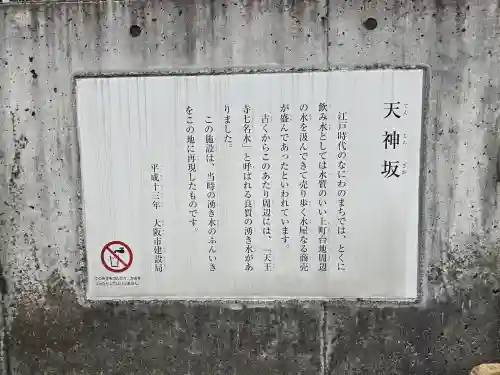 天神坂
江戸時代のなにわのまちでは、とくに
飲み水としては水質のいい上町台地周辺
の水を汲んできて売り歩く水屋なる商売
が盛んであったといわれています。
古くからこのあたり周辺には、「天王
寺七名水」と呼ばれる良質の湧き水があ
りました。
この施設は、当時の湧き水のふんいき
をこの地に再現したものです。
平成十三年 大阪市建設局